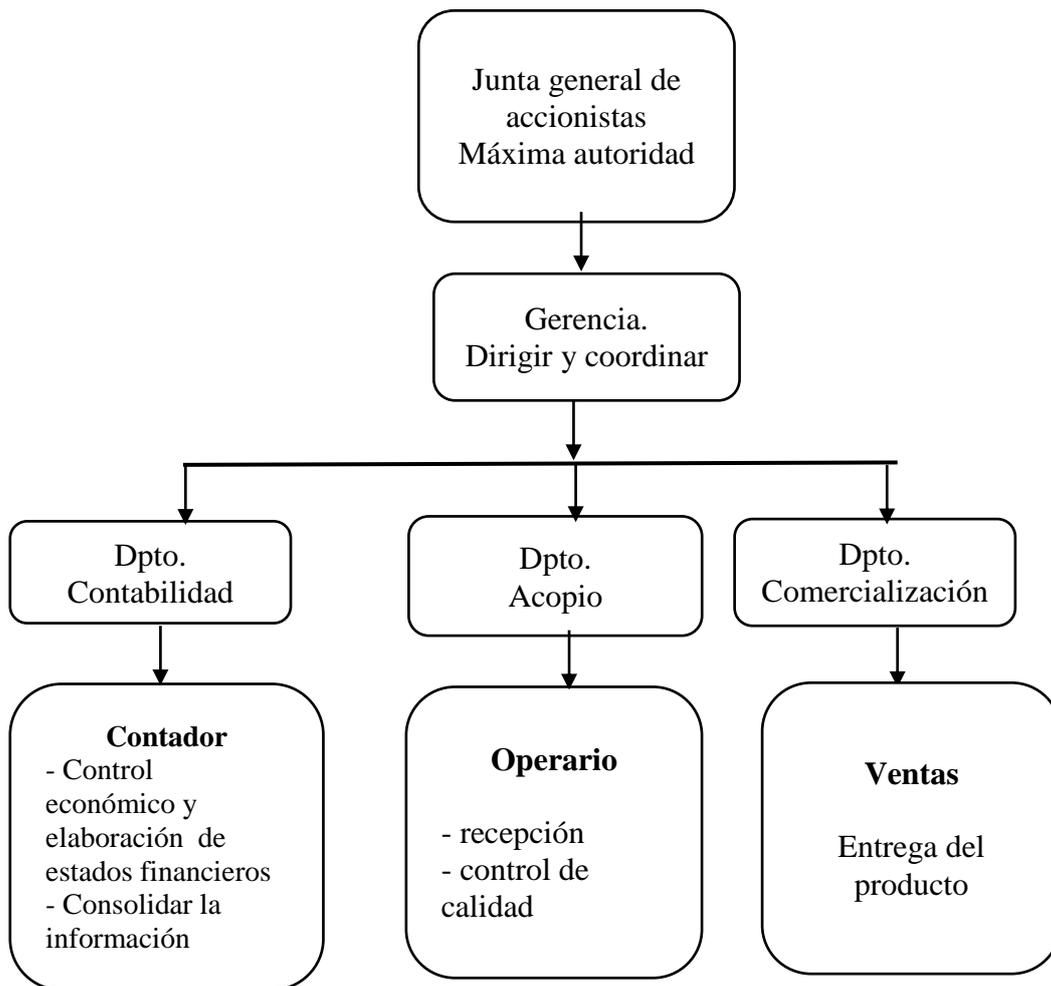 Junta general de
accionistas
Máxima autoridad
Gerencia.
Dirigir y coordinar
Dpto.
Contabilidad
Dpto.
Acopio
Dpto.
Comercialización
Contador
- Control
económico y
elaboración de
estados financieros
- Consolidar la
información
Operario
- recepción
- control de
calidad
Ventas
Entrega del
producto